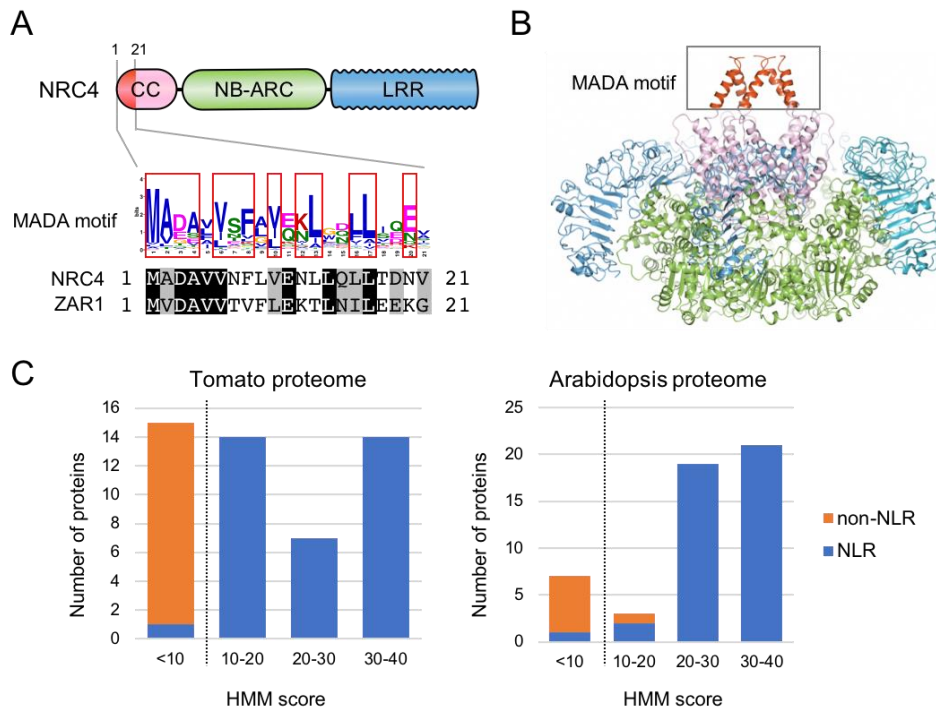 A
1 21
NRC4 CC NB-ARC LRR
MADA motif
NRC4 1 MADAVVNFLVENLLQLLTDNV 21
ZAR1 1 MVDAVVTVFLEKTLNILEEKG 21
B
MADA motif
C
Tomato proteome
Number of proteins
16
14
12
10
8
6
4
2
0
<10 10-20 20-30 30-40
HMM score
Arabidopsis proteome
Number of proteins
25
20
15
10
5
0
<10 10-20 20-30 30-40
HMM score
non-NLR
NLR